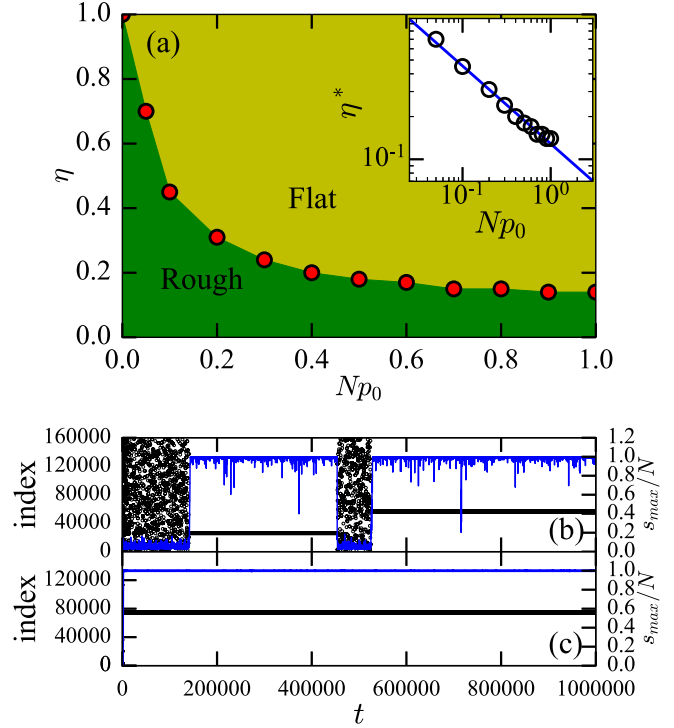 (a)
1.0
0.8
0.6
0.4
0.2
0.0
η
Flat
Rough
0.0 0.2 0.4 0.6 0.8 1.0
Np₀
η*
10⁻¹
10⁻¹ 10⁰
Np₀
160000
120000
80000
40000
0
index
1.2
1.0
0.8
0.6
0.4
0.2
0.0
s_max/N
(b)
120000
80000
40000
0
index
1.0
0.8
0.6
0.4
0.2
0.0
s_max/N
(c)
0 200000 400000 600000 800000 1000000
t